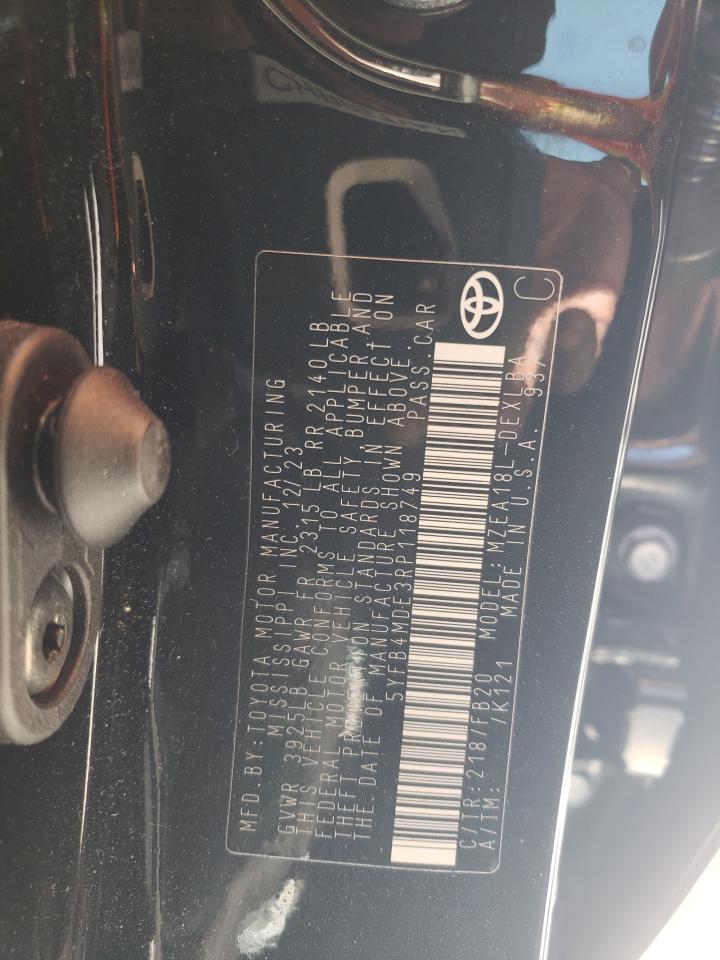 MFD.BY:TOYOTA MOTOR MANUFACTURING
MISSISSIPPI INC. 12/23
GVWR 3925LB GAWR FR 2315 LB RR 2140LB
THIS VEHICLE CONFORMS TO ALL APPLICABLE
FEDERAL MOTOR VEHICLE SAFETY,BUMPER,AND
THEFT PREVENTION STANDARDS IN EFFECT ON
THE DATE OF MANUFACTURE SHOWN ABOVE.
5YFB4MDE3RP118749 PASS.CAR
C/TR:218/FB20 MODEL:MZEA18L-DEXLBA
A/TM: /K121 MADE IN U.S.A. 937
C